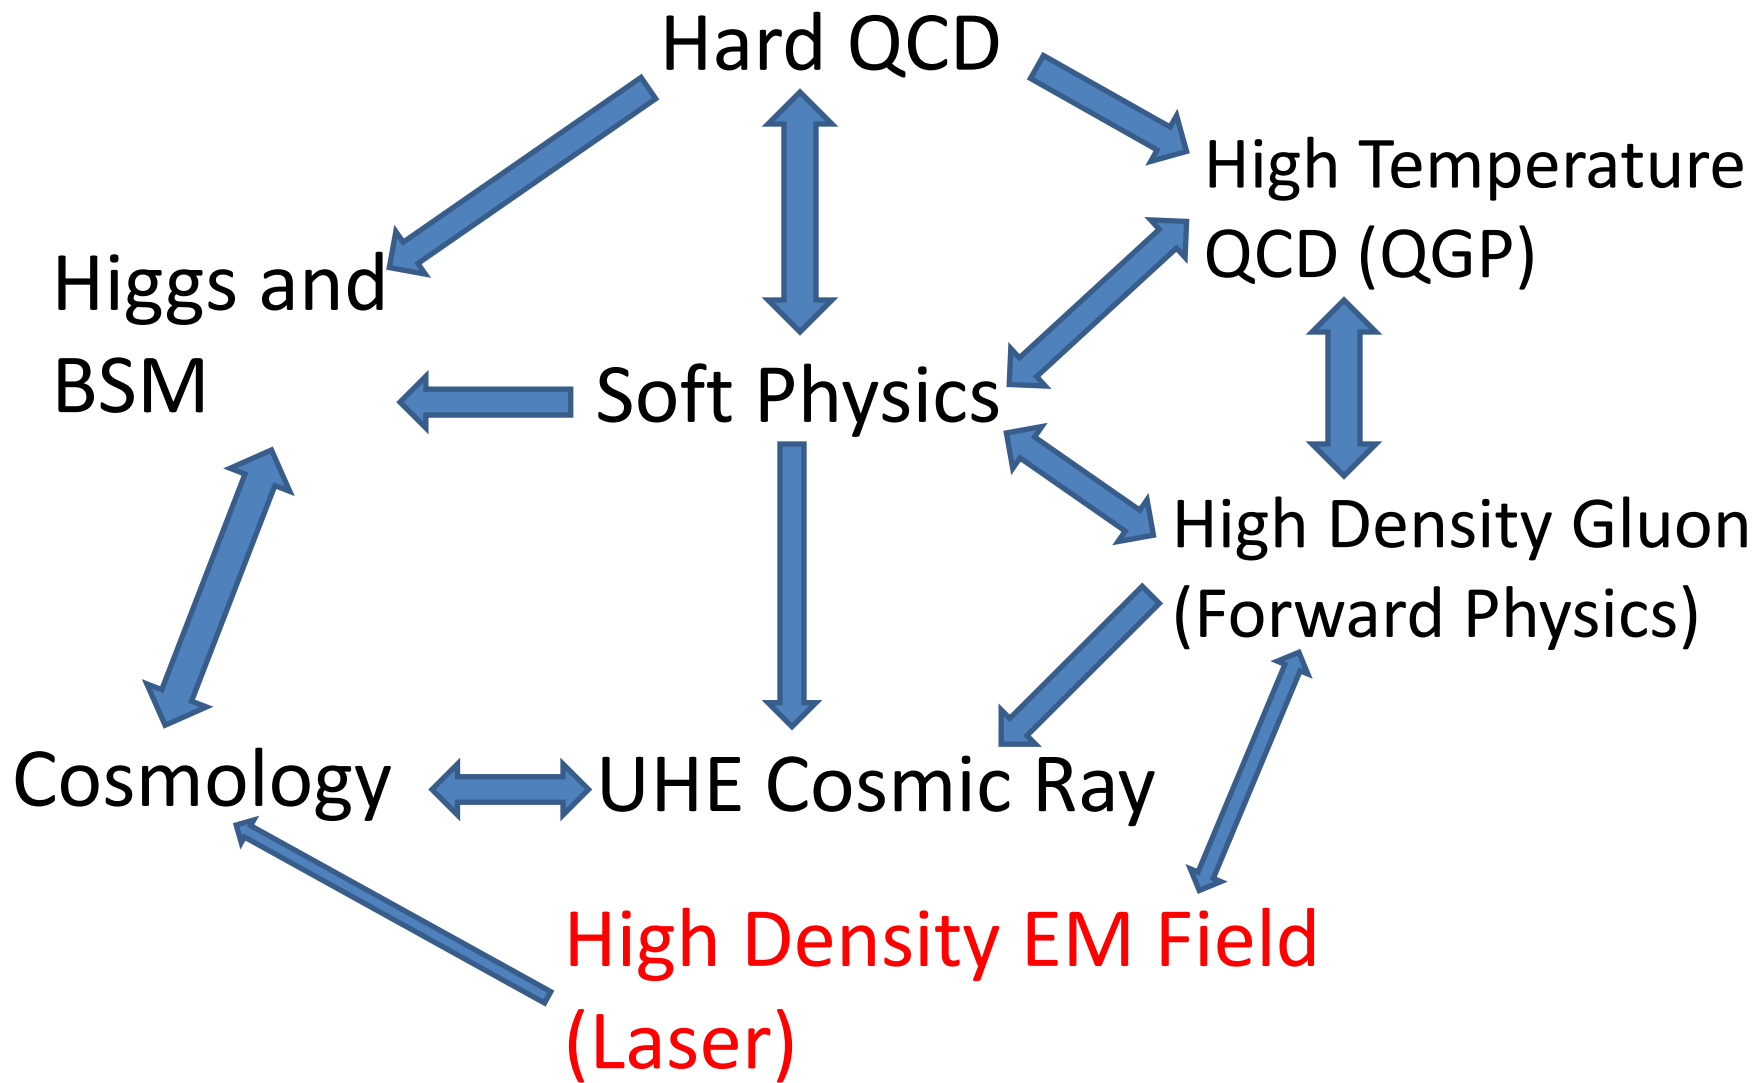 Hard QCD
High Temperature
QCD (QGP)
Higgs and
BSM
Soft Physics
High Density Gluon
(Forward Physics)
Cosmology
UHE Cosmic Ray
High Density EM Field
(Laser)